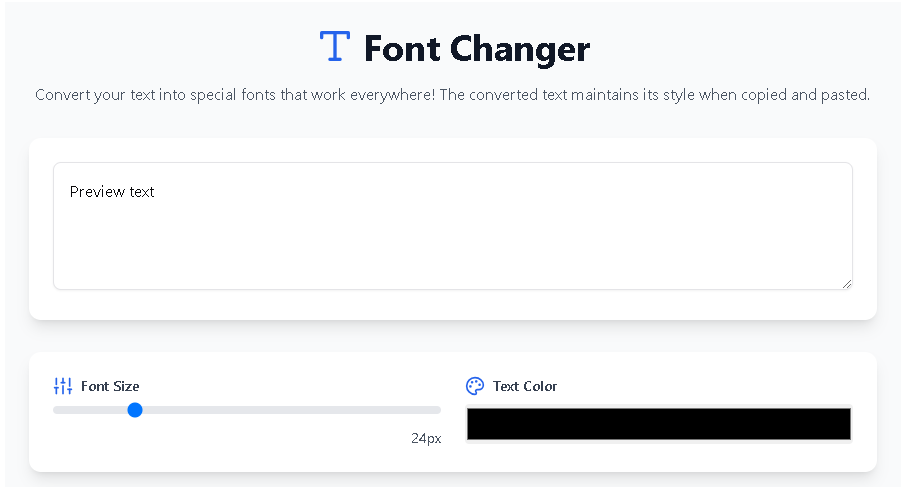 Font Changer
Convert your text into special fonts that work everywhere! The converted text maintains its style when copied and pasted.
Preview text
Font Size
Text Color
24px